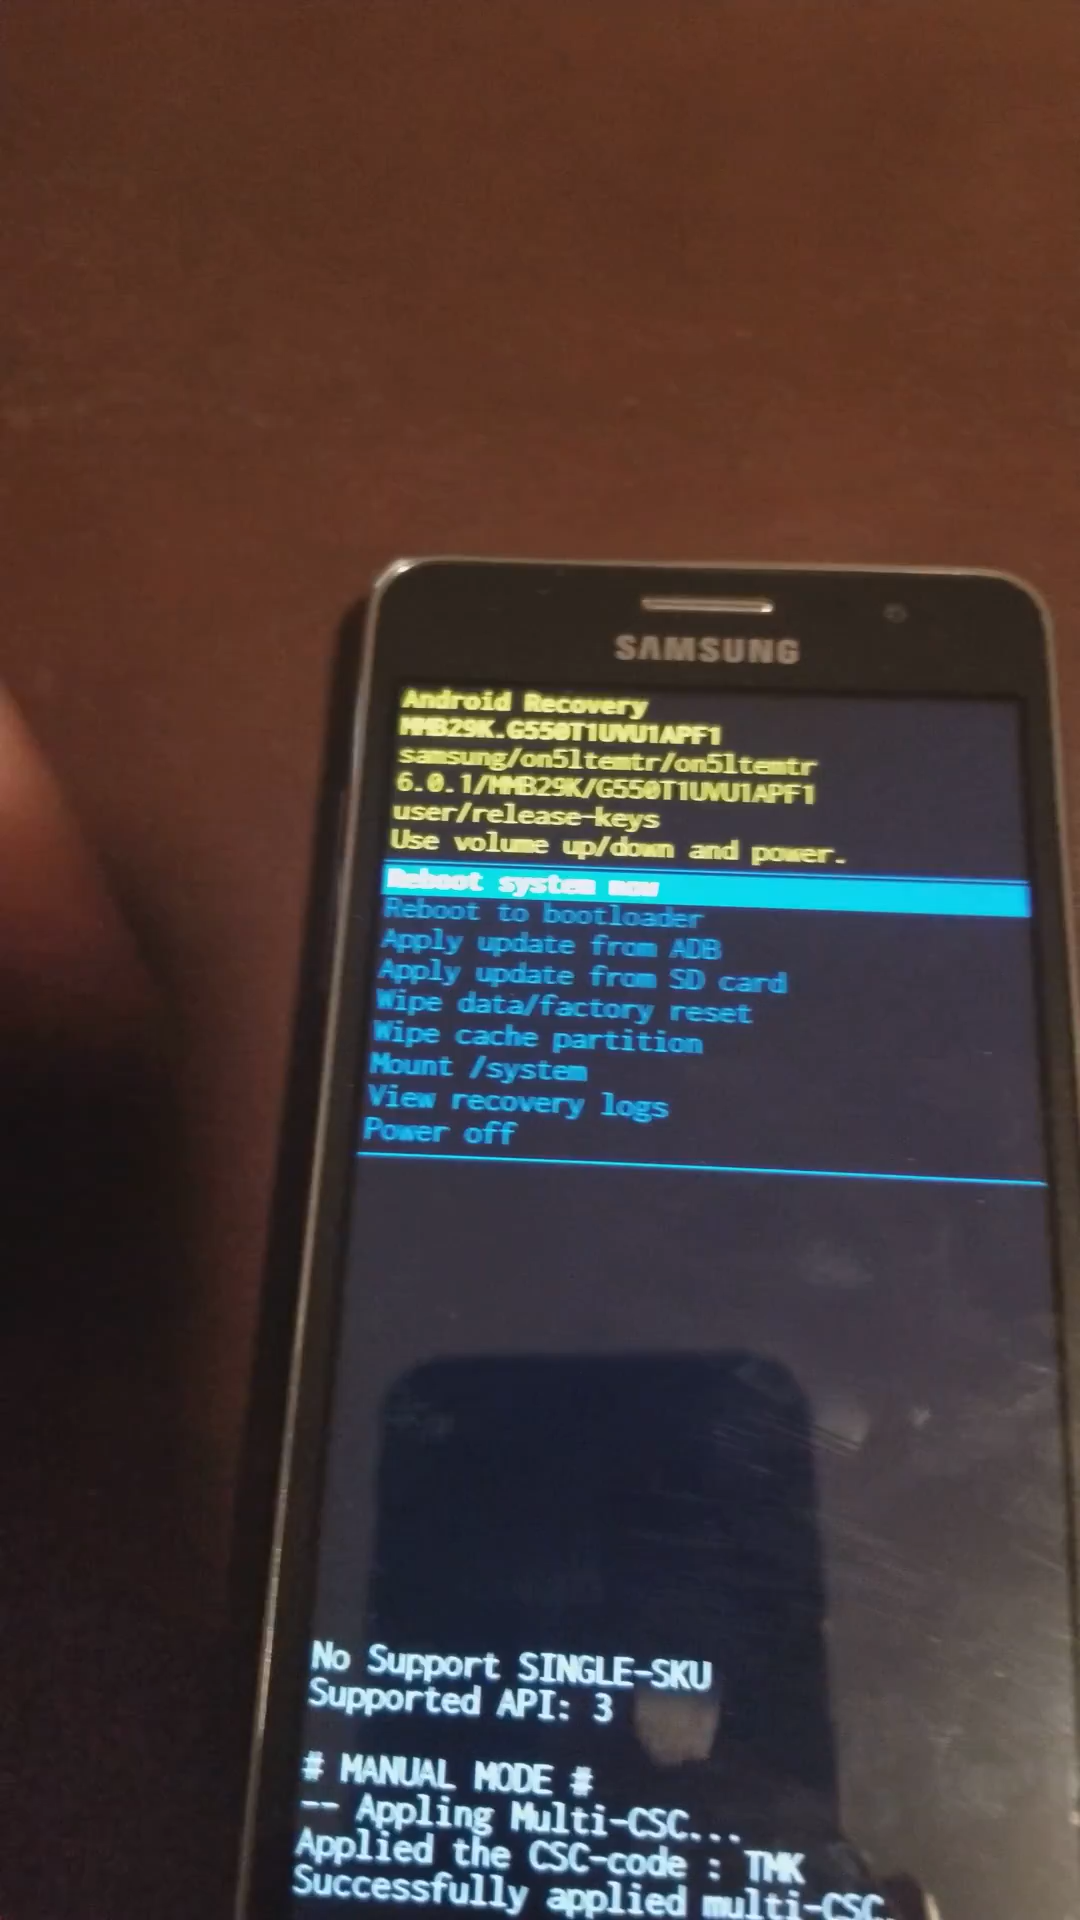 SAMSUNG
Android Recovery
MMB29K.G550T1UVU1APF1
samsung/on5ltemtr/on5ltemtr
6.0.1/MMB29K/G550T1UVU1APF1
user/release-keys
Use volume up/down and power.
Reboot system now
Reboot to bootloader
Apply update from ADB
Apply update from SD card
Wipe data/factory reset
Wipe cache partition
Mount /system
View recovery logs
Power off
No Support SINGLE-SKU
Supported API: 3
# MANUAL MODE #
-- Appling Multi-CSC...
Applied the CSC-code : TMK
Successfully applied multi-CSC.